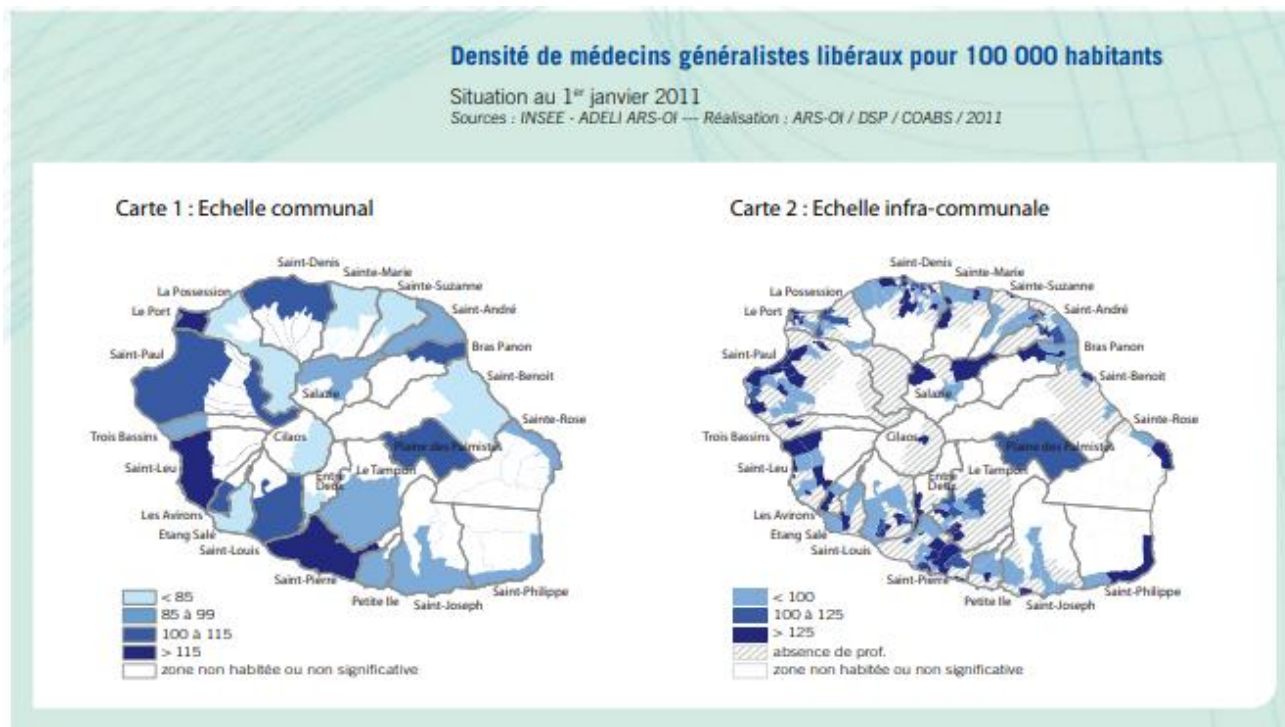 Densité de médecins généralistes libéraux pour 100 000 habitants
Situation au 1er janvier 2011
Sources : INSEE - ADELI ARS-OI --- Réalisation : ARS-OI / DSP / COABS / 2011
Carte 1 : Echelle communal
Saint-Denis
Sainte-Marie
La Possession
Sainte-Suzanne
Le Port
Saint-André
Saint-Paul
Bras Panon
Saint-Benoit
Salazie
Sainte-Rose
Trois Bassins
Cilaos
Plaine des Palmistes
Saint-Leu
Le Tampon
Entre Deux
Les Avirons
Etang Salé
Saint-Louis
Saint-Pierre
Saint-Philippe
Petite Ile
Saint-Joseph
< 85
85 à 99
100 à 115
> 115
zone non habitée ou non significative
Carte 2 : Echelle infra-communale
Saint-Denis
Sainte-Marie
La Possession
Sainte-Suzanne
Le Port
Saint-André
Saint-Paul
Bras Panon
Saint-Benoit
Salazie
Sainte-Rose
Trois Bassins
Cilaos
Plaine des Palmistes
Saint-Leu
Le Tampon
Entre Deux
Les Avirons
Etang Salé
Saint-Louis
Saint-Pierre
Saint-Philippe
Petite Ile
Saint-Joseph
< 100
100 à 125
> 125
absence de prof.
zone non habitée ou non significative